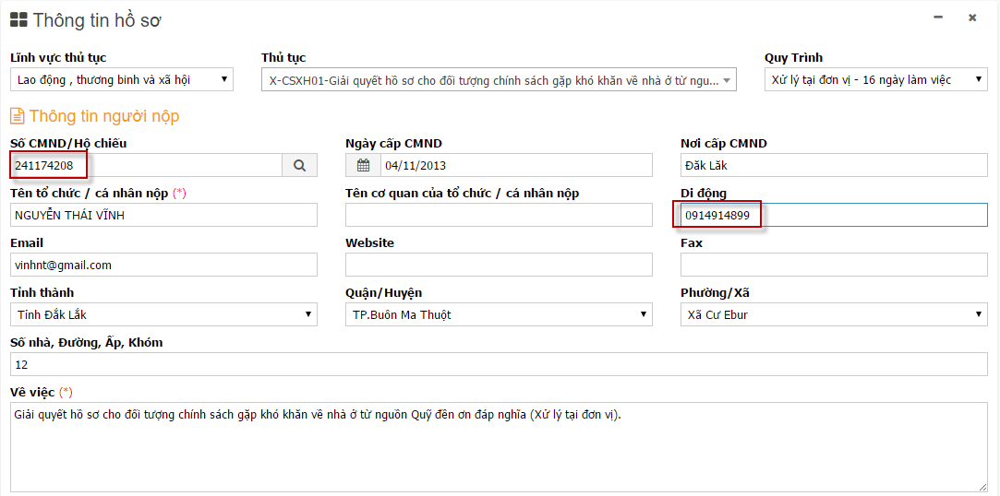 Thông tin hồ sơ
Lĩnh vực thủ tục
Thủ tục
Quy Trình
Lao động , thương binh và xã hội
X-CSXH01-Giải quyết hồ sơ cho đối tượng chính sách gặp khó khăn về nhà ở từ ngu...
Xử lý tại đơn vị - 16 ngày làm việc
Thông tin người nộp
Số CMND/Hộ chiếu
Ngày cấp CMND
Nơi cấp CMND
241174208
04/11/2013
Đăk Lăk
Tên tổ chức / cá nhân nộp (*)
Tên cơ quan của tổ chức / cá nhân nộp
Di động
NGUYỄN THÁI VĨNH
0914914899
Email
Website
Fax
vinhnt@gmail.com
Tỉnh thành
Quận/Huyện
Phường/Xã
Tỉnh Đắk Lắk
TP.Buôn Ma Thuột
Xã Cư Ebur
Số nhà, Đường, Ấp, Khóm
12
Về việc (*)
Giải quyết hồ sơ cho đối tượng chính sách gặp khó khăn về nhà ở từ nguồn Quỹ đền ơn đáp nghĩa (Xử lý tại đơn vị).